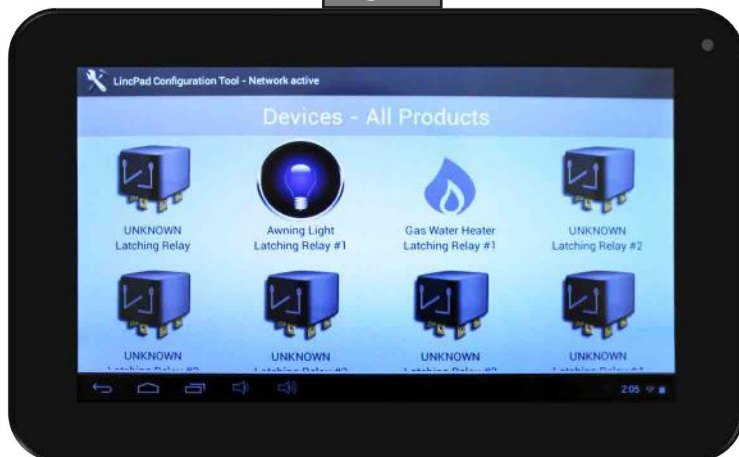 LincPad Configuration Tool - Network active
Devices - All Products
UNKNOWN
Latching Relay
Awning Light
Latching Relay #1
Gas Water Heater
Latching Relay #1
UNKNOWN
Latching Relay #2
UNKNOWN
UNKNOWN
UNKNOWN
UNKNOWN
2:05